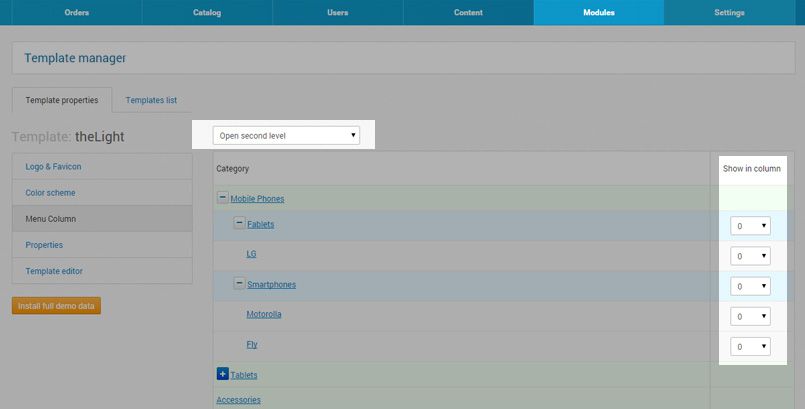 Orders Catalog Users Content Modules Settings
Template manager
Template properties Templates list
Template: theLight
Open second level
Logo & Favicon
Color scheme
Menu Column
Properties
Template editor
Install full demo data
Category Show in column
Mobile Phones
Fablets 0
LG 0
Smartphones 0
Motorolla 0
Fly 0
Tablets
Accessories